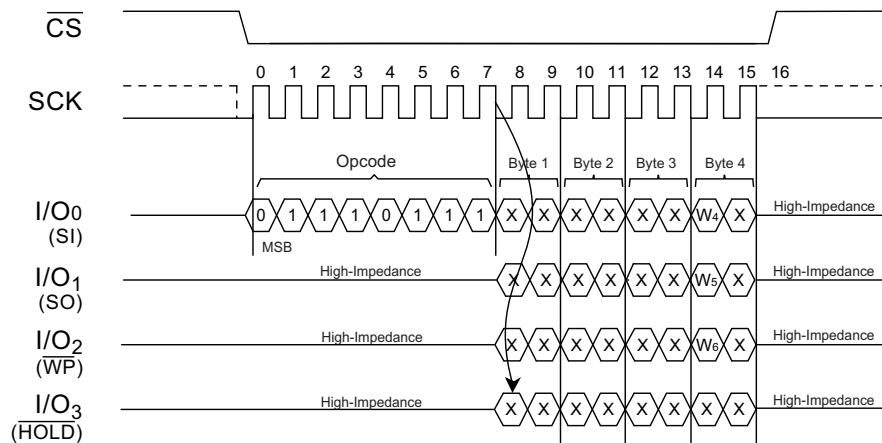 CS
0 1 2 3 4 5 6 7 8 9 10 11 12 13 14 15 16
SCK
Opcode Byte 1 Byte 2 Byte 3 Byte 4
I/O0 0 1 1 1 0 1 1 1 X X X X X X W4 X High-Impedance
(SI)
MSB
I/O1 High-Impedance X X X X X X W5 X High-Impedance
(SO)
I/O2 High-Impedance X X X X X X W6 X High-Impedance
(WP)
I/O3 High-Impedance X X X X X X X X High-Impedance
(HOLD)